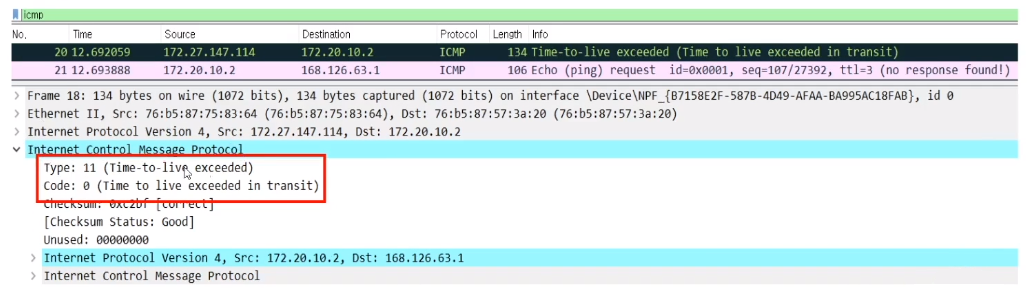 icmp
No. Time Source Destination Protocol Length Info
20 12.692059 172.27.147.114 172.20.10.2 ICMP 134 Time-to-live exceeded (Time to live exceeded in transit)
21 12.693888 172.20.10.2 168.126.63.1 ICMP 106 Echo (ping) request id=0x0001, seq=107/27392, ttl=3 (no response found!)
Frame 18: 134 bytes on wire (1072 bits), 134 bytes captured (1072 bits) on interface \Device\NPF_{B7158E2F-587B-4D49-AFAA-BA995AC18FAB}, id 0
Ethernet II, Src: 76:b5:87:75:83:64 (76:b5:87:75:83:64), Dst: 76:b5:87:57:3a:20 (76:b5:87:57:3a:20)
Internet Protocol Version 4, Src: 172.27.147.114, Dst: 172.20.10.2
Internet Control Message Protocol
Type: 11 (Time-to-live exceeded)
Code: 0 (Time to live exceeded in transit)
Checksum: 0xc2bf [correct]
[Checksum Status: Good]
Unused: 00000000
Internet Protocol Version 4, Src: 172.20.10.2, Dst: 168.126.63.1
Internet Control Message Protocol